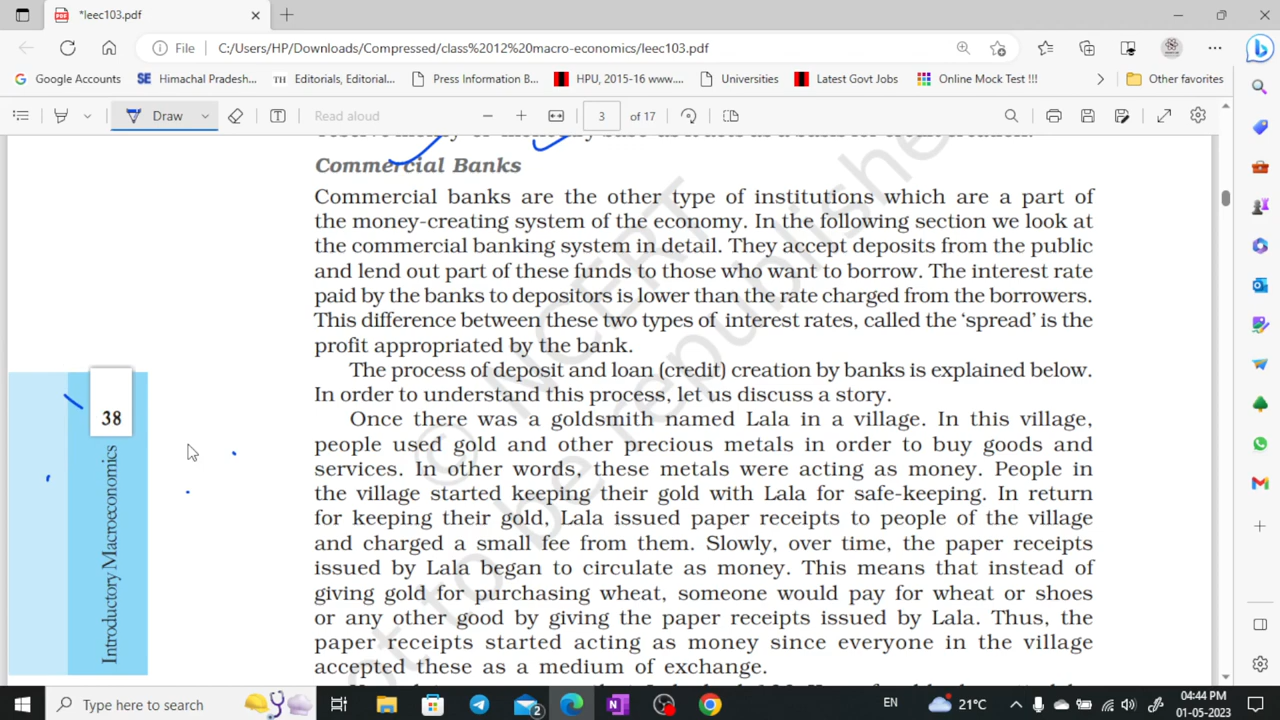 *leec103.pdf
File C:/Users/HP/Downloads/Compressed/class%2012%20macro-economics/leec103.pdf
Google Accounts SE Himachal Pradesh... TH Editorials, Editorial... Press Information B... HPU, 2015-16 www.... Universities Latest Govt Jobs Online Mock Test !!! Other favorites
Draw Read aloud 3 of 17
Commercial Banks
Commercial banks are the other type of institutions which are a part of
the money-creating system of the economy. In the following section we look at
the commercial banking system in detail. They accept deposits from the public
and lend out part of these funds to those who want to borrow. The interest rate
paid by the banks to depositors is lower than the rate charged from the borrowers.
This difference between these two types of interest rates, called the ‘spread’ is the
profit appropriated by the bank.
The process of deposit and loan (credit) creation by banks is explained below.
In order to understand this process, let us discuss a story.
Once there was a goldsmith named Lala in a village. In this village,
people used gold and other precious metals in order to buy goods and
services. In other words, these metals were acting as money. People in
the village started keeping their gold with Lala for safe-keeping. In return
for keeping their gold, Lala issued paper receipts to people of the village
and charged a small fee from them. Slowly, over time, the paper receipts
issued by Lala began to circulate as money. This means that instead of
giving gold for purchasing wheat, someone would pay for wheat or shoes
or any other good by giving the paper receipts issued by Lala. Thus, the
paper receipts started acting as money since everyone in the village
accepted these as a medium of exchange.
38
Introductory Macroeconomics
© NCERT
not to be republishe
Type here to search
2
EN 21°C 04:44 PM
01-05-2023